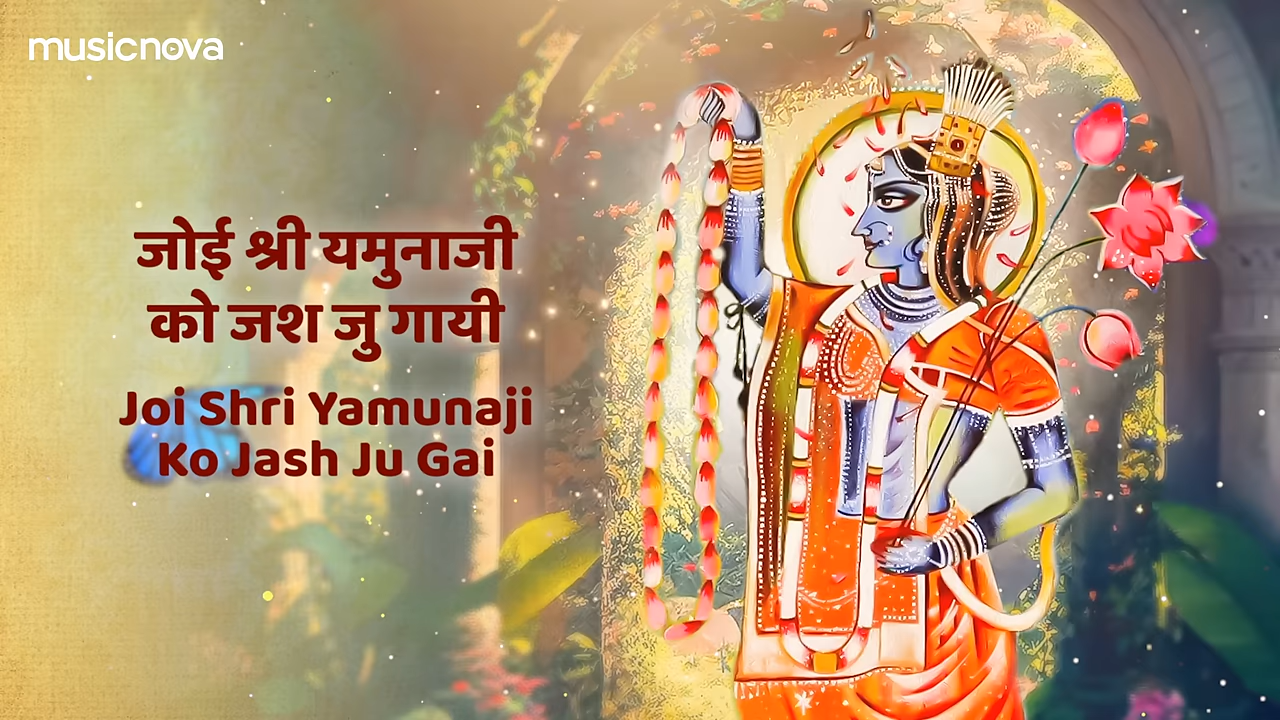 musicnova
जोई श्री यमुनाजी
को जश जु गायी
Joi Shri Yamunaji
Ko Jash Ju Gai